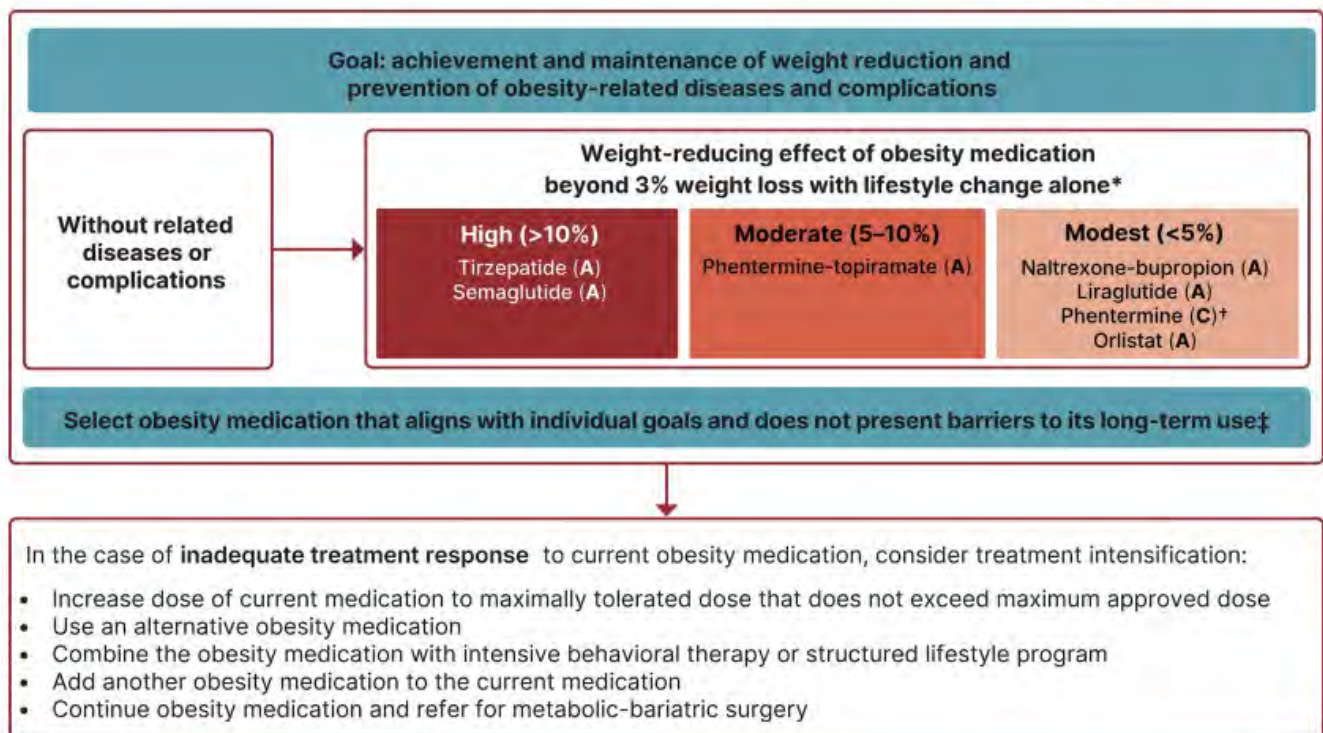 Goal: achievement and maintenance of weight reduction and
prevention of obesity-related diseases and complications
Without related
diseases or
complications
Weight-reducing effect of obesity medication
beyond 3% weight loss with lifestyle change alone*
High (>10%)
Tirzepatide (A)
Semaglutide (A)
Moderate (5–10%)
Phentermine-topiramate (A)
Modest (<5%)
Naltrexone-bupropion (A)
Liraglutide (A)
Phentermine (C)†
Orlistat (A)
Select obesity medication that aligns with individual goals and does not present barriers to its long-term use‡
In the case of inadequate treatment response to current obesity medication, consider treatment intensification:
• Increase dose of current medication to maximally tolerated dose that does not exceed maximum approved dose
• Use an alternative obesity medication
• Combine the obesity medication with intensive behavioral therapy or structured lifestyle program
• Add another obesity medication to the current medication
• Continue obesity medication and refer for metabolic-bariatric surgery